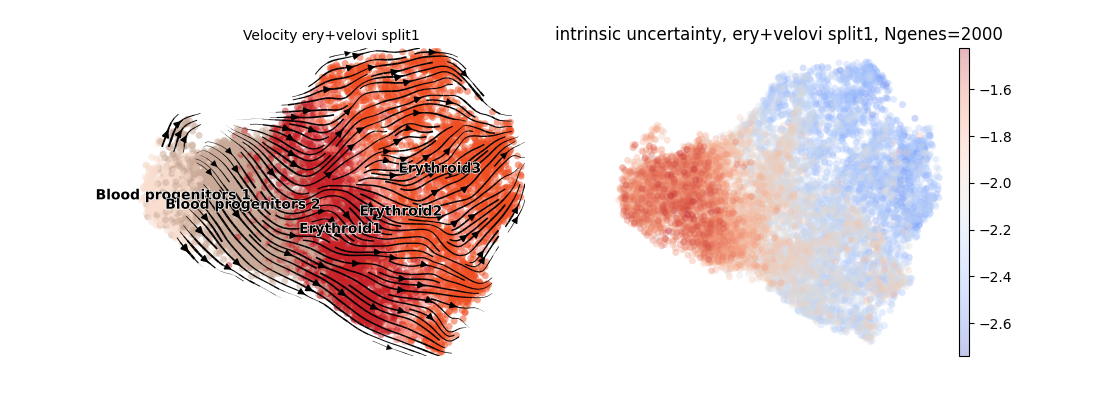 Velocity ery+velovi split1
Blood progenitors 1
Blood progenitors 2
Erythroid3
Erythroid2
Erythroid1
intrinsic uncertainty, ery+velovi split1, Ngenes=2000
−1.6
−1.8
−2.0
−2.2
−2.4
−2.6